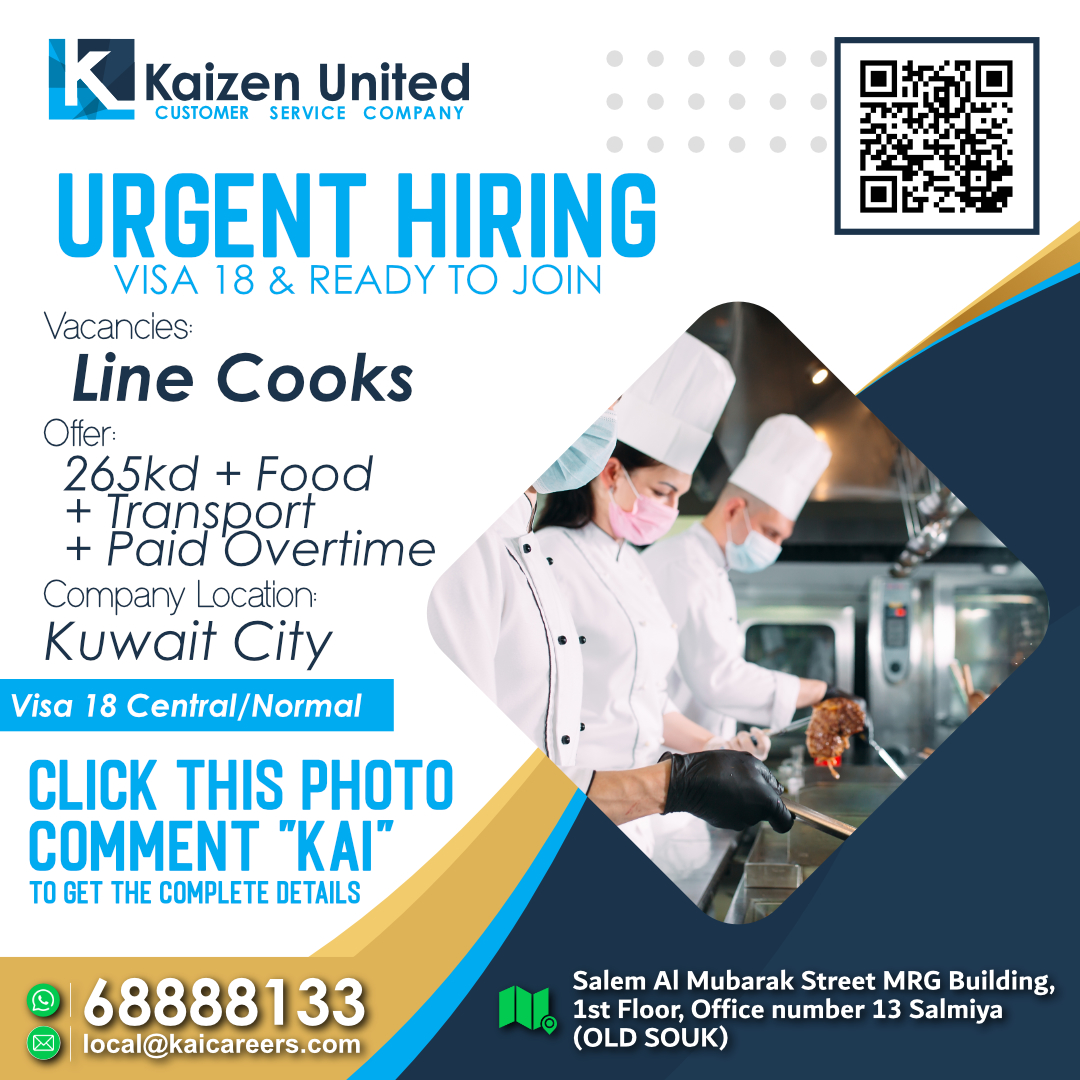 K
Kaizen United
CUSTOMER SERVICE COMPANY
URGENT HIRING
VISA 18 & READY TO JOIN
Vacancies:
Line Cooks
Offer:
265kd + Food
+ Transport
+ Paid Overtime
Company Location:
Kuwait City
Visa 18 Central/Normal
CLICK THIS PHOTO
COMMENT "KAI"
TO GET THE COMPLETE DETAILS
68888133
local@kaicareers.com
Salem Al Mubarak Street MRG Building,
1st Floor, Office number 13 Salmiya
(OLD SOUK)